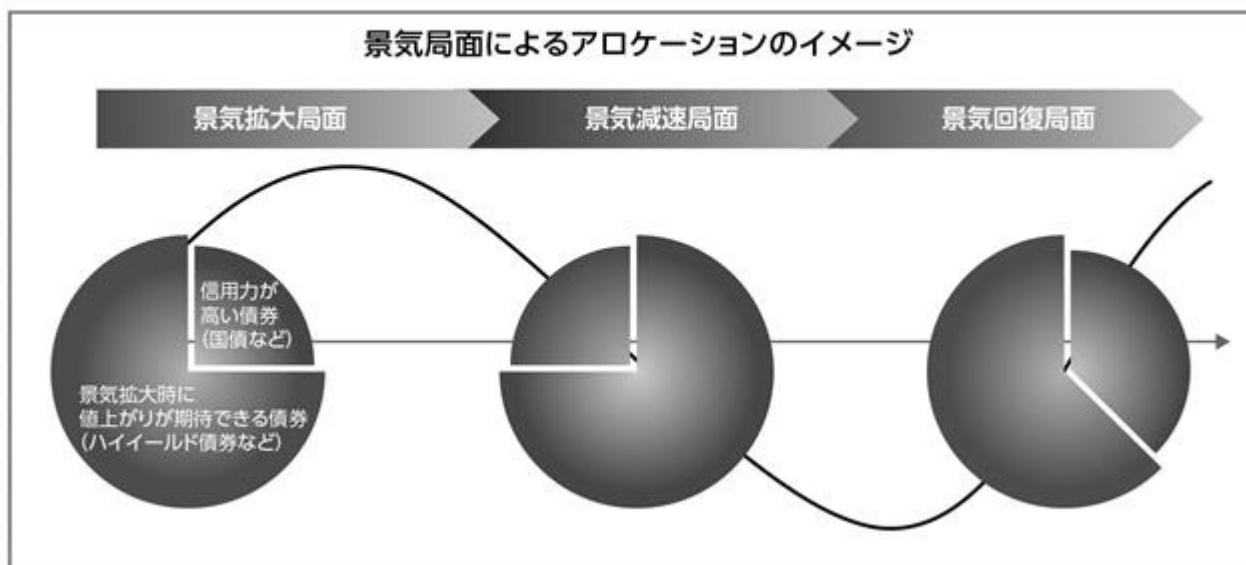 景気局面によるアロケーションのイメージ
景気拡大局面
景気減速局面
景気回復局面
信用力が
高い債券
（国債など）
景気拡大時に
値上がりが期待できる債券
（ハイイールド債券など）